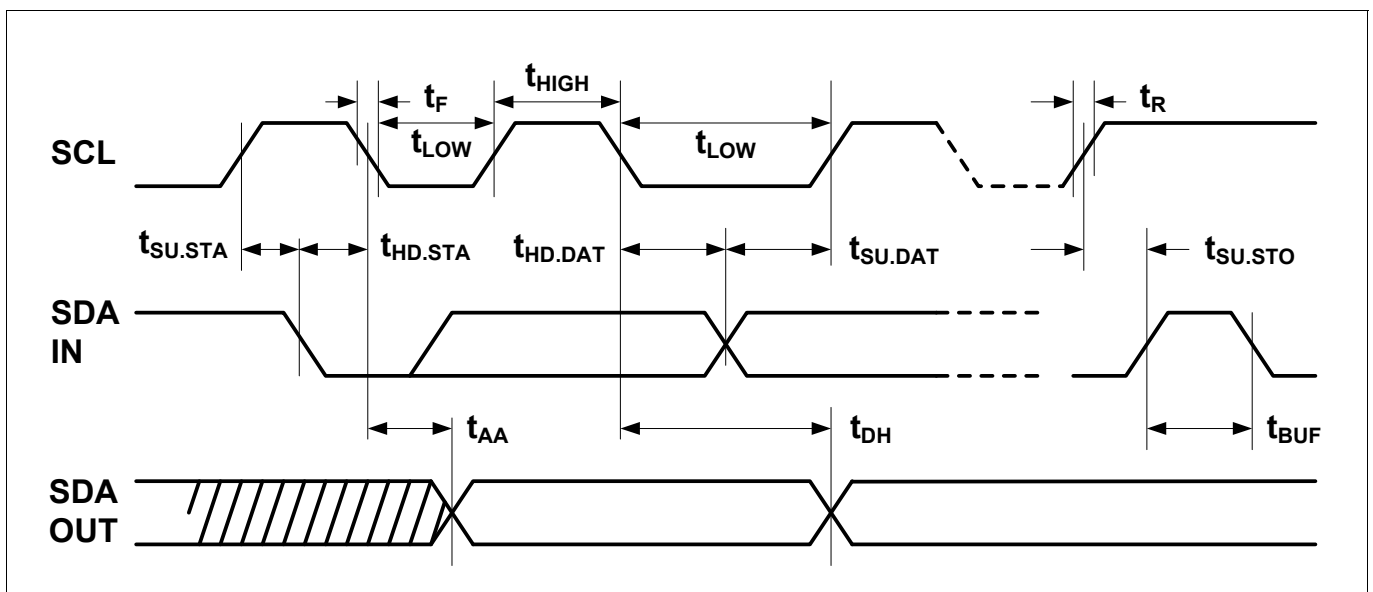 tHIGH
tF
tR
SCL
tLOW
tLOW
tSU.STA
tHD.STA
tHD.DAT
tSU.DAT
tSU.STO
SDA
IN
tAA
tDH
tBUF
SDA
OUT